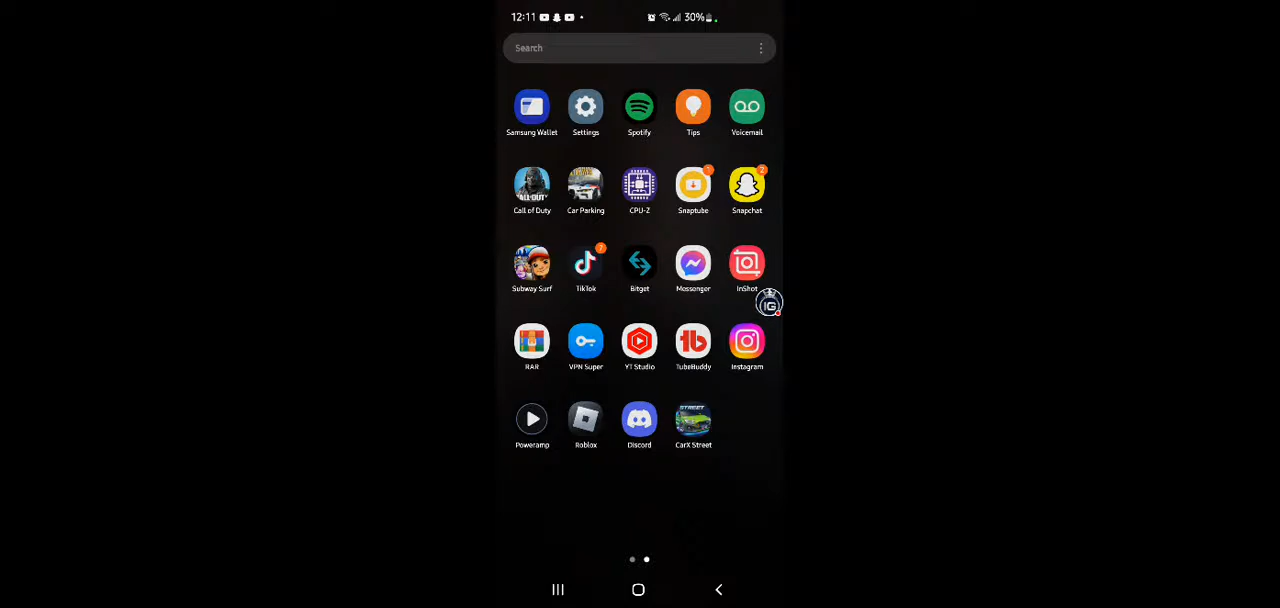 12:11 30%
Search
Samsung Wallet Settings Spotify Tips Voicemail
Call of Duty Car Parking CPU-Z Snaptube Snapchat
Subway Surf TikTok Bitget Messenger InShot
RAR VPN Super YT Studio TubeBuddy Instagram
Poweramp Roblox Discord CarX Street